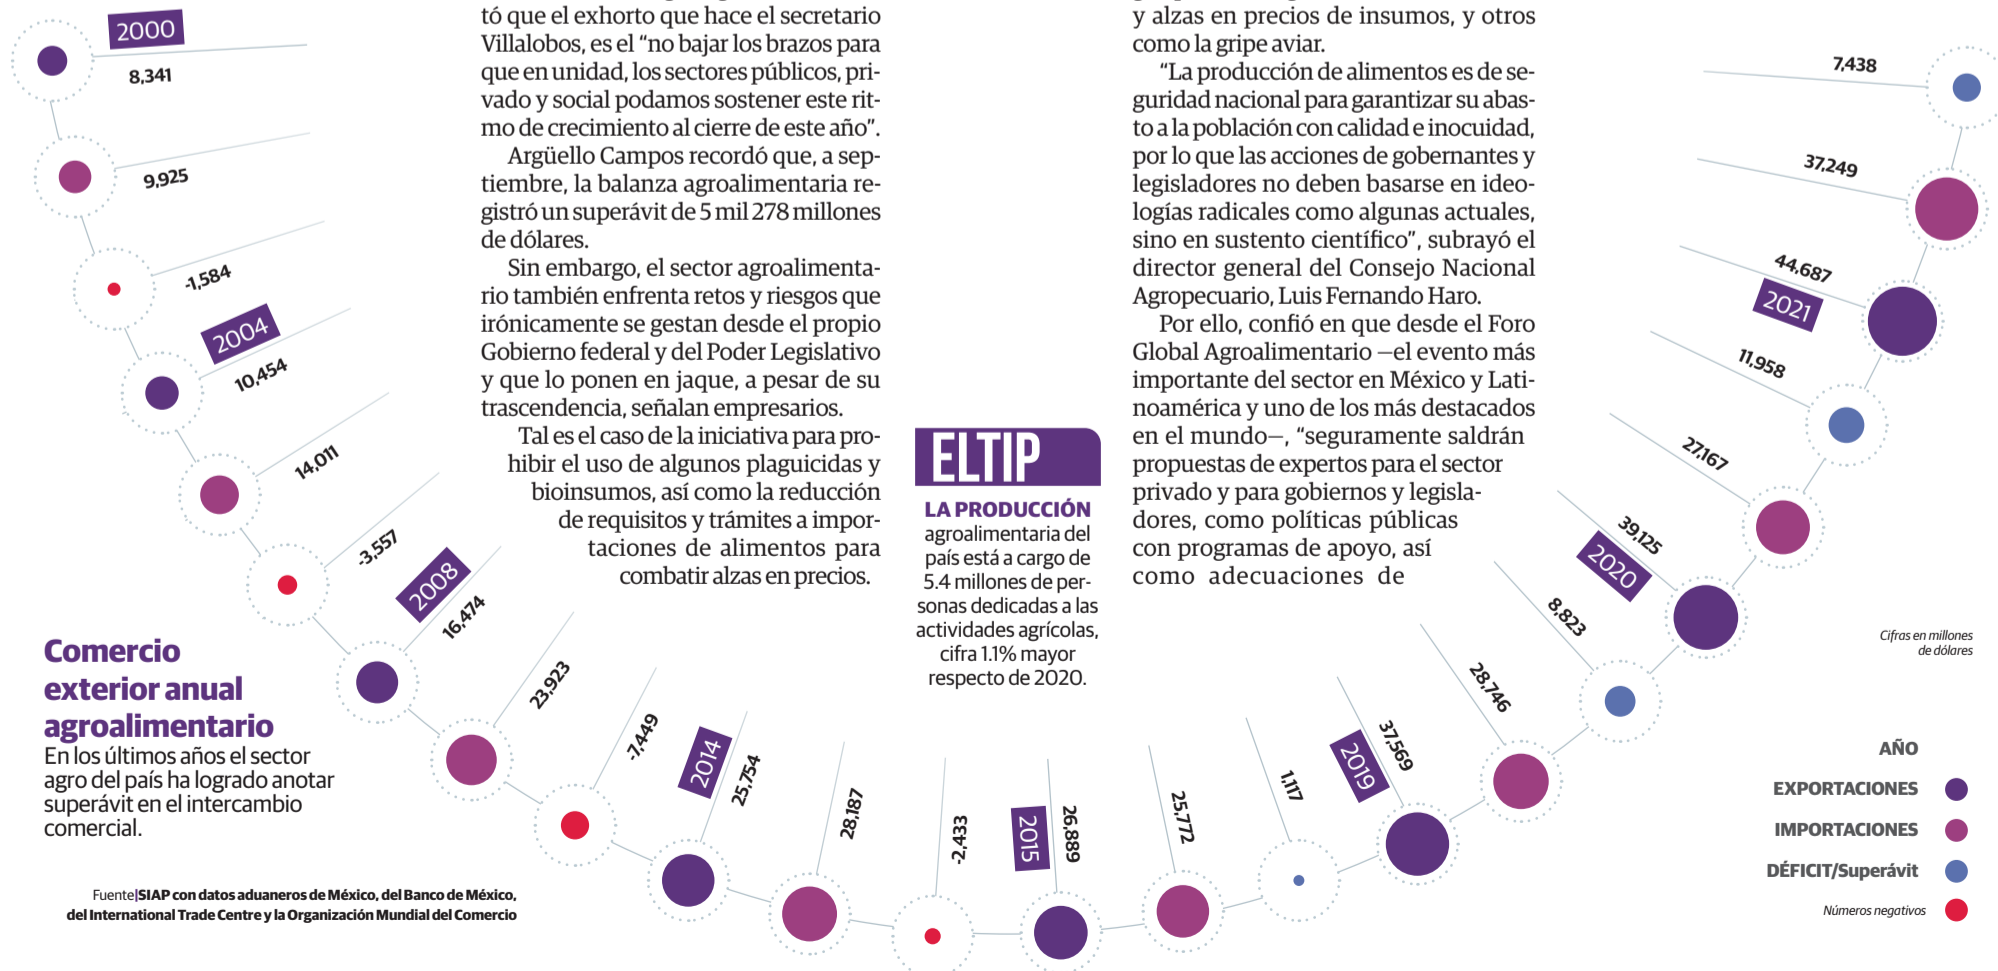 tó que el exhorto que hace el secretario
Villalobos, es el “no bajar los brazos para
que en unidad, los sectores públicos, pri-
vado y social podamos sostener este rit-
mo de crecimiento al cierre de este año”.
Argüello Campos recordó que, a sep-
tiembre, la balanza agroalimentaria re-
gistró un superávit de 5 mil 278 millones
de dólares.
Sin embargo, el sector agroalimenta-
rio también enfrenta retos y riesgos que
irónicamente se gestan desde el propio
Gobierno federal y del Poder Legislativo
y que lo ponen en jaque, a pesar de su
trascendencia, señalan empresarios.
Tal es el caso de la iniciativa para pro-
hibir el uso de algunos plaguicidas y
bioinsumos, así como la reducción
de requisitos y trámites a impor-
taciones de alimentos para
combatir alzas en precios.
y alzas en precios de insumos, y otros
como la gripe aviar.
“La producción de alimentos es de se-
guridad nacional para garantizar su abas-
to a la población con calidad e inocuidad,
por lo que las acciones de gobernantes y
legisladores no deben basarse en ideo-
logías radicales como algunas actuales,
sino en sustento científico”, subrayó el
director general del Consejo Nacional
Agropecuario, Luis Fernando Haro.
Por ello, confió en que desde el Foro
Global Agroalimentario —el evento más
importante del sector en México y Lati-
noamérica y uno de los más destacados
en el mundo—, “seguramente saldrán
propuestas de expertos para el sector
privado y para gobiernos y legisla-
dores, como políticas públicas
con programas de apoyo, así
como adecuaciones de
ELTIP
LA PRODUCCIÓN
agroalimentaria del
país está a cargo de
5.4 millones de per-
sonas dedicadas a las
actividades agrícolas,
cifra 1.1% mayor
respecto de 2020.
Comercio
exterior anual
agroalimentario
En los últimos años el sector
agro del país ha logrado anotar
superávit en el intercambio
comercial.
2000
8,341
9,925
-1,584
2004
10,454
14,011
-3,557
2008
16,474
23,923
-7,449
2014
25,754
28,187
-2,433
2015
26,889
25,772
1,117
2019
37,569
28,746
8,823
2020
39,125
27,167
11,958
2021
44,687
37,249
7,438
Cifras en millones
de dólares
AÑO
EXPORTACIONES
IMPORTACIONES
DÉFICIT/Superávit
Números negativos
Fuente|SIAP con datos aduaneros de México, del Banco de México,
del International Trade Centre y la Organización Mundial del Comercio